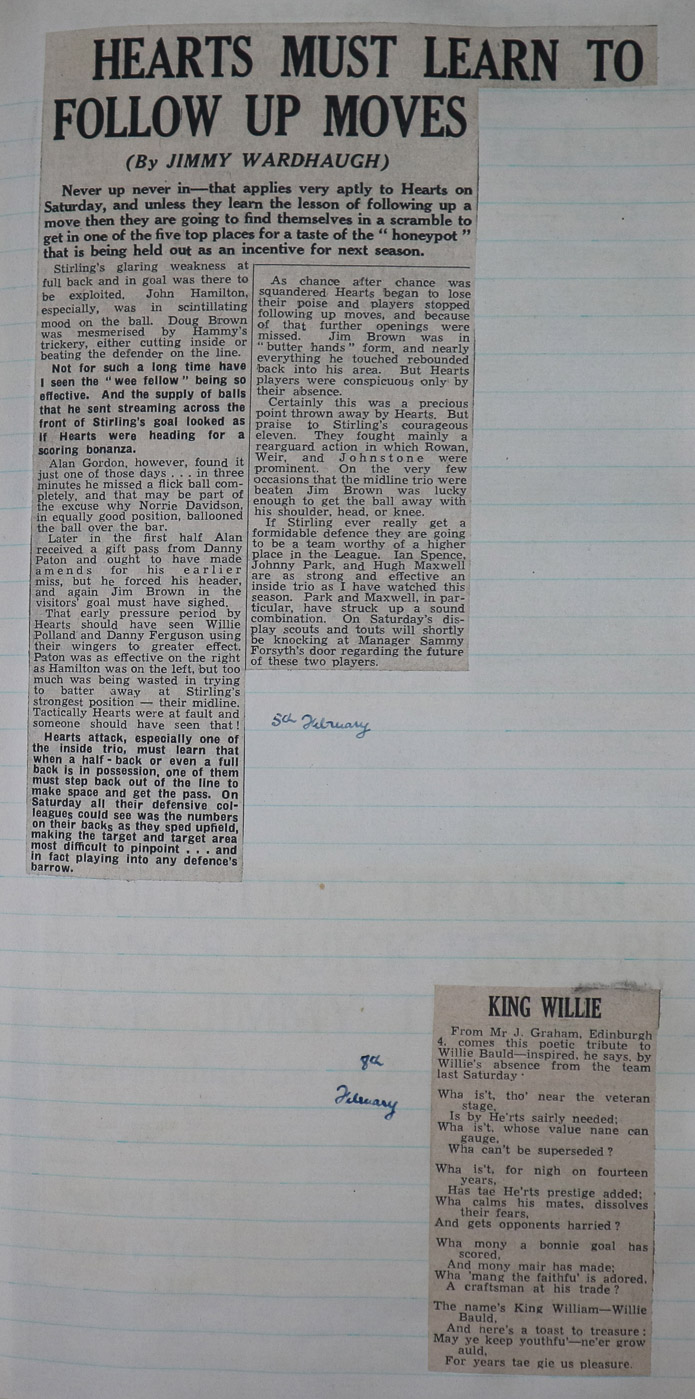 HEARTS MUST LEARN TO
FOLLOW UP MOVES
(By JIMMY WARDHAUGH)
Never up never in—that applies very aptly to Hearts on
Saturday, and unless they learn the lesson of following up a
move then they are going to find themselves in a scramble to
get in one of the five top places for a taste of the "honeypot"
that is being held out as an incentive for next season.
Stirling's glaring weakness at
full back and in goal was there to
be exploited. John Hamilton,
especially, was in scintillating
mood on the ball. Doug Brown
was mesmerised by Hammy's
trickery, either cutting inside or
beating the defender on the line.
Not for such a long time have
I seen the "wee fellow" being so
effective. And the supply of balls
that he sent streaming across the
front of Stirling's goal looked as
if Hearts were heading for a
scoring bonanza.
Alan Gordon, however, found it
just one of those days . . . in three
minutes he missed a flick ball com-
pletely, and that may be part of
the excuse why Norrie Davidson,
in equally good position, ballooned
the ball over the bar.
Later in the first half Alan
received a gift pass from Danny
Paton and ought to have made
amends for his earlier
miss, but he forced his header,
and again Jim Brown in the
visitors' goal must have sighed.
That early pressure period by
Hearts should have seen Willie
Polland and Danny Ferguson using
their wingers to greater effect.
Paton was as effective on the right
as Hamilton was on the left, but too
much was being wasted in trying
to batter away at Stirling's
strongest position — their midline.
Tactically Hearts were at fault and
someone should have seen that!
Hearts attack, especially one of
the inside trio, must learn that
when a half-back or even a full
back is in possession, one of them
must step back out of the line to
make space and get the pass. On
Saturday all their defensive col-
leagues could see was the numbers
on their backs as they sped upfield,
making the target and target area
most difficult to pinpoint . . . and
in fact playing into any defence's
barrow.
As chance after chance was
squandered Hearts began to lose
their poise and players stopped
following up moves, and because
of that further openings were
missed. Jim Brown was in
"butter hands" form, and nearly
everything he touched rebounded
back into his area. But Hearts
players were conspicuous only by
their absence.
Certainly this was a precious
point thrown away by Hearts. But
praise to Stirling's courageous
eleven. They fought mainly a
rearguard action in which Rowan,
Weir, and Johnstone were
prominent. On the very few
occasions that the midline trio were
beaten Jim Brown was lucky
enough to get the ball away with
his shoulder, head, or knee.
If Stirling ever really get a
formidable defence they are going
to be a team worthy of a higher
place in the League. Ian Spence,
Johnny Park, and Hugh Maxwell
are as strong and effective an
inside trio as I have watched this
season. Park and Maxwell, in par-
ticular, have struck up a sound
combination. On Saturday's dis-
play scouts and touts will shortly
be knocking at Manager Sammy
Forsyth's door regarding the future
of these two players.
5th February
8th
February
KING WILLIE
From Mr J. Graham, Edinburgh
4, comes this poetic tribute to
Willie Bauld—inspired, he says, by
Willie's absence from the team
last Saturday:
Wha is't, tho' near the veteran
stage,
Is by He'rts sairly needed;
Wha is't, whose value nane can
gauge,
Wha can't be superseded?
Wha is't, for nigh on fourteen
years,
Has tae He'rts prestige added;
Wha calms his mates, dissolves
their fears,
And gets opponents harried?
Wha mony a bonnie goal has
scored,
And mony mair has made;
Wha 'mang the faithfu' is adored,
A craftsman at his trade?
The name's King William—Willie
Bauld,
And here's a toast to treasure;
May ye keep youthfu'—ne'er grow
auld,
For years tae gie us pleasure.